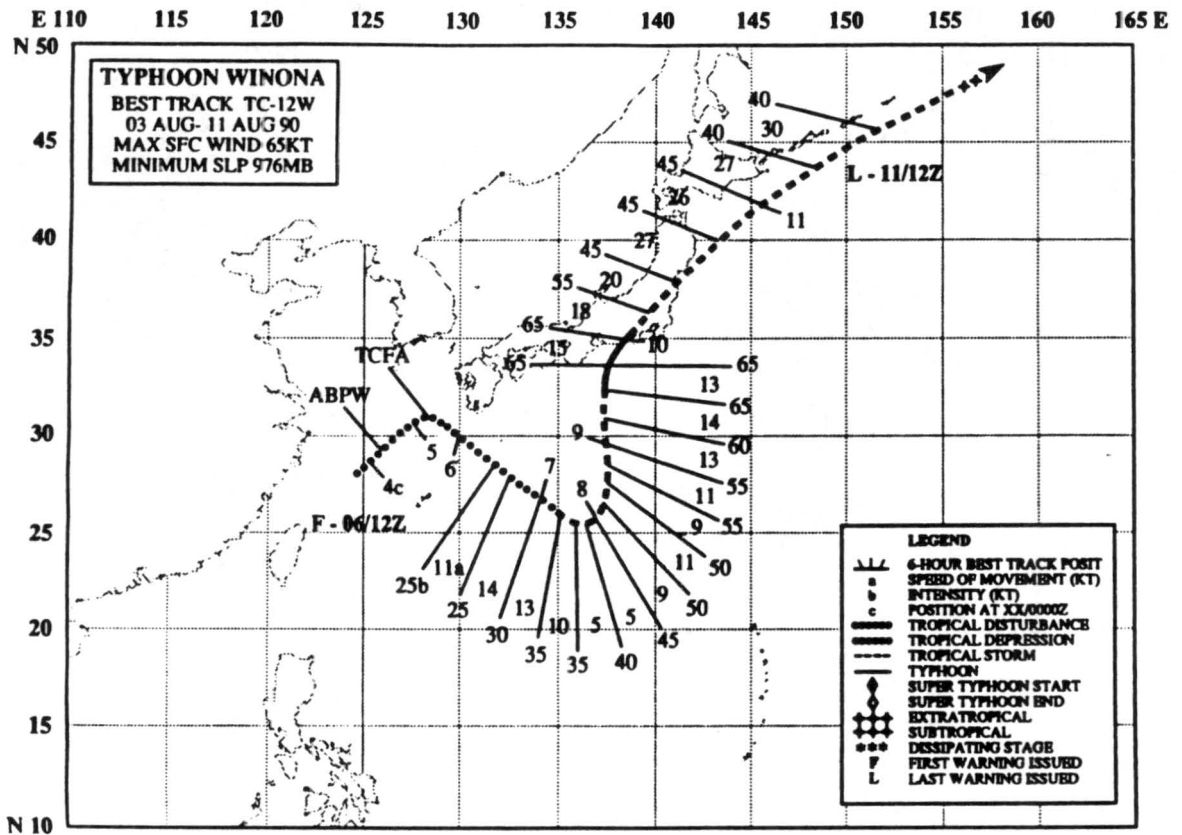 E 110 115 120 125 130 135 140 145 150 155 160 165 E
N 50
TYPHOON WINONA
BEST TRACK TC-12W
03 AUG- 11 AUG 90
MAX SFC WIND 65KT
MINIMUM SLP 976MB
40
30
40
45
27
45
L - 11/12Z
11
26
45
40
45
27
45
20
55
18
65
35
10
15
TCFA
65
65
ABPW
13
65
14
30
9
60
5
6
13
7
55
4c
8
11
F - 06/12Z
55
9
25
11
50
11a
25b
9
14
50
25
13
5
5
10
45
20
30
35
35
40
15
N 10
LEGEND
6-HOUR BEST TRACK POSIT
a SPEED OF MOVEMENT (KT)
b INTENSITY (KT)
c POSITION AT XX/0000Z
TROPICAL DISTURBANCE
TROPICAL DEPRESSION
TROPICAL STORM
TYPHOON
SUPER TYPHOON START
SUPER TYPHOON END
EXTRATROPICAL
SUBTROPICAL
DISSIPATING STAGE
F FIRST WARNING ISSUED
L LAST WARNING ISSUED